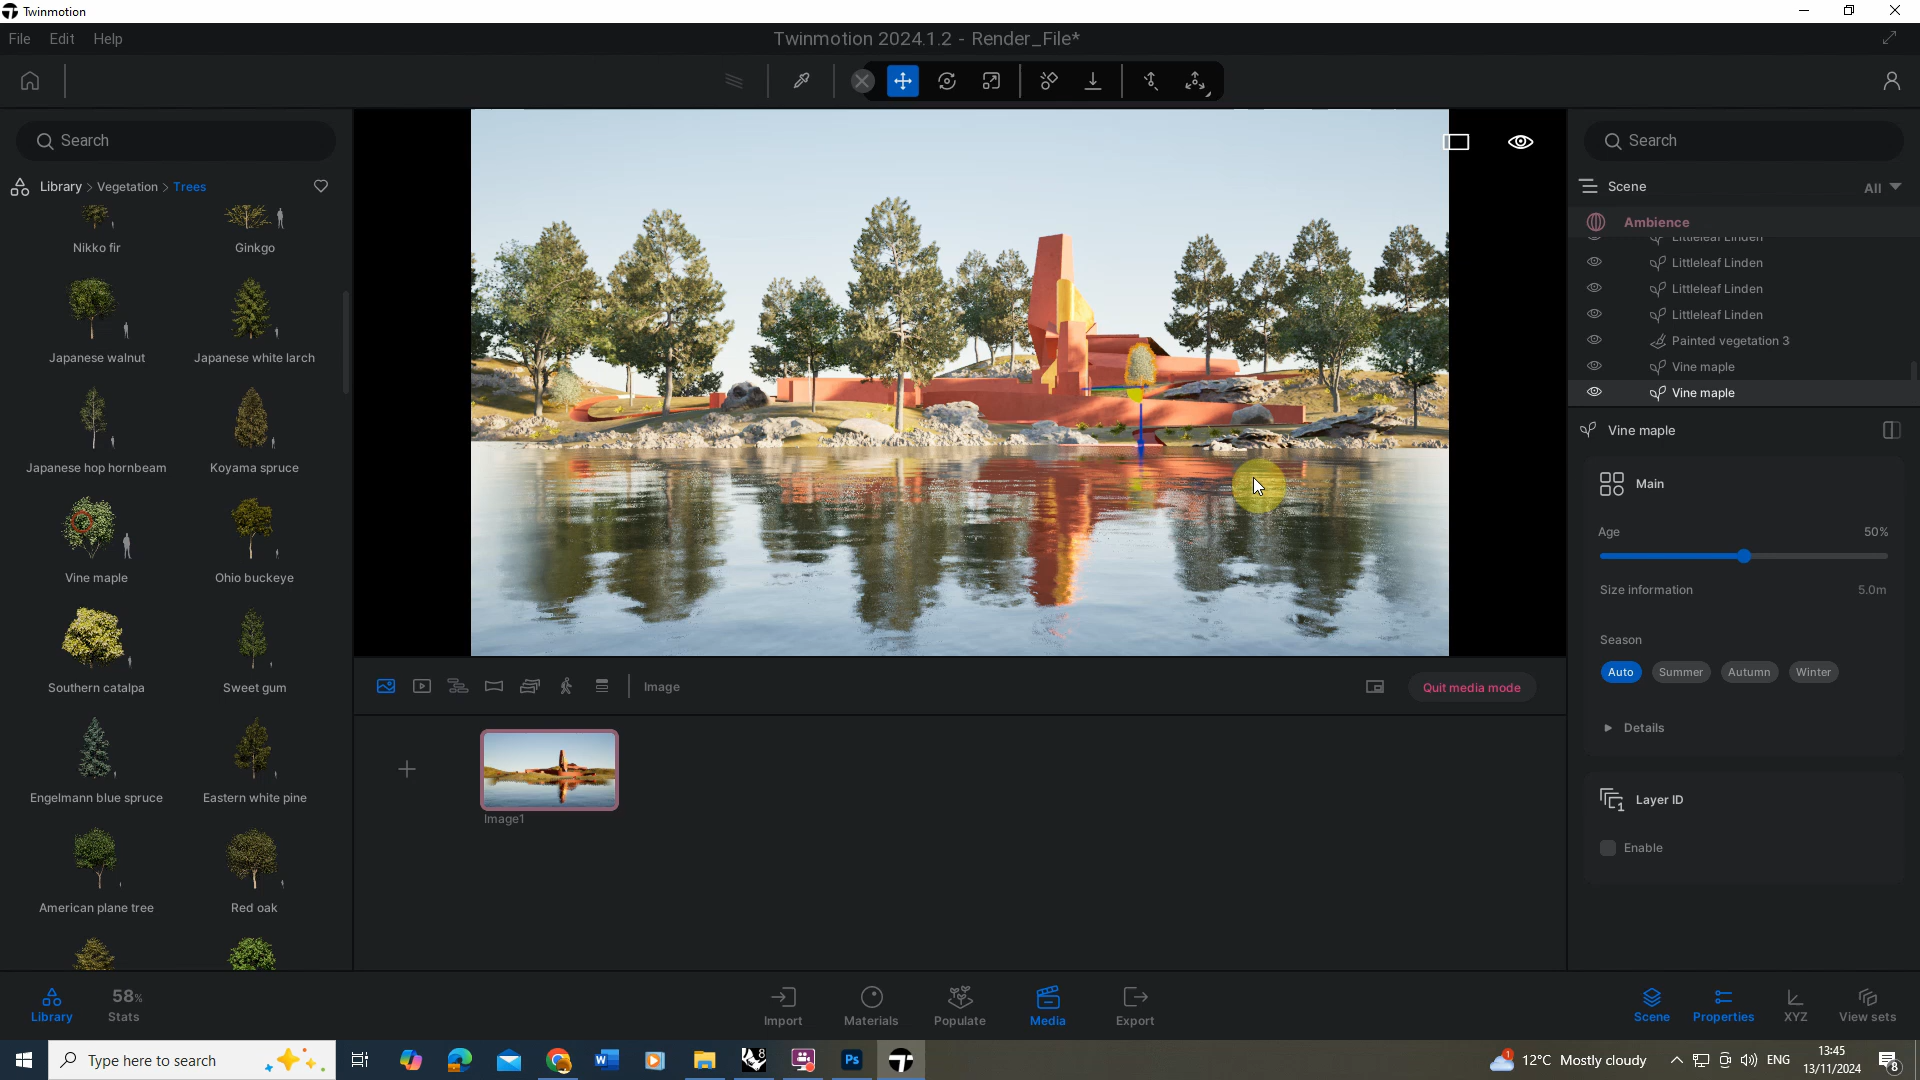 Twinmotion
File Edit Help
Twinmotion 2024.1.2 - Render_File*
Search
Library > Vegetation > Trees
Nikko fir
Ginkgo
Japanese walnut
Japanese white larch
Japanese hop hornbeam
Koyama spruce
Vine maple
Ohio buckeye
Southern catalpa
Sweet gum
Engelmann blue spruce
Eastern white pine
American plane tree
Red oak
Image
Quit media mode
Image1
Search
Scene
All
Ambience
Littleleaf Linden
Littleleaf Linden
Littleleaf Linden
Littleleaf Linden
Painted vegetation 3
Vine maple
Vine maple
Vine maple
Main
Age 50%
Size information 5.0m
Season
Auto Summer Autumn Winter
Details
Layer ID
Enable
Library
58%
Stats
Import
Materials
Populate
Media
Export
Scene
Properties
XYZ
View sets
Type here to search
12°C Mostly cloudy
ENG
13:45
13/11/2024
8